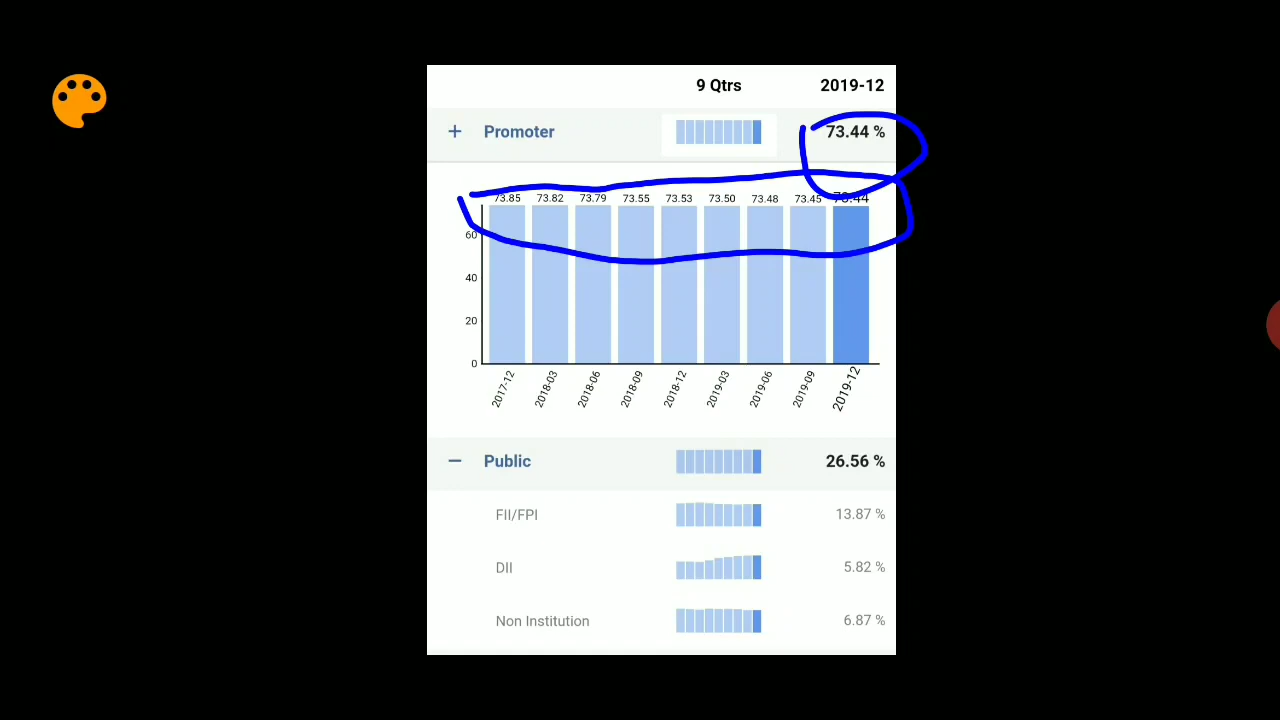 9 Qtrs 2019-12
+ Promoter 73.44 %
73.85 73.82 73.79 73.55 73.53 73.50 73.48 73.45 73.44
60
40
20
0
2017-12 2018-03 2018-06 2018-09 2018-12 2019-03 2019-06 2019-09 2019-12
− Public 26.56 %
FII/FPI 13.87 %
DII 5.82 %
Non Institution 6.87 %